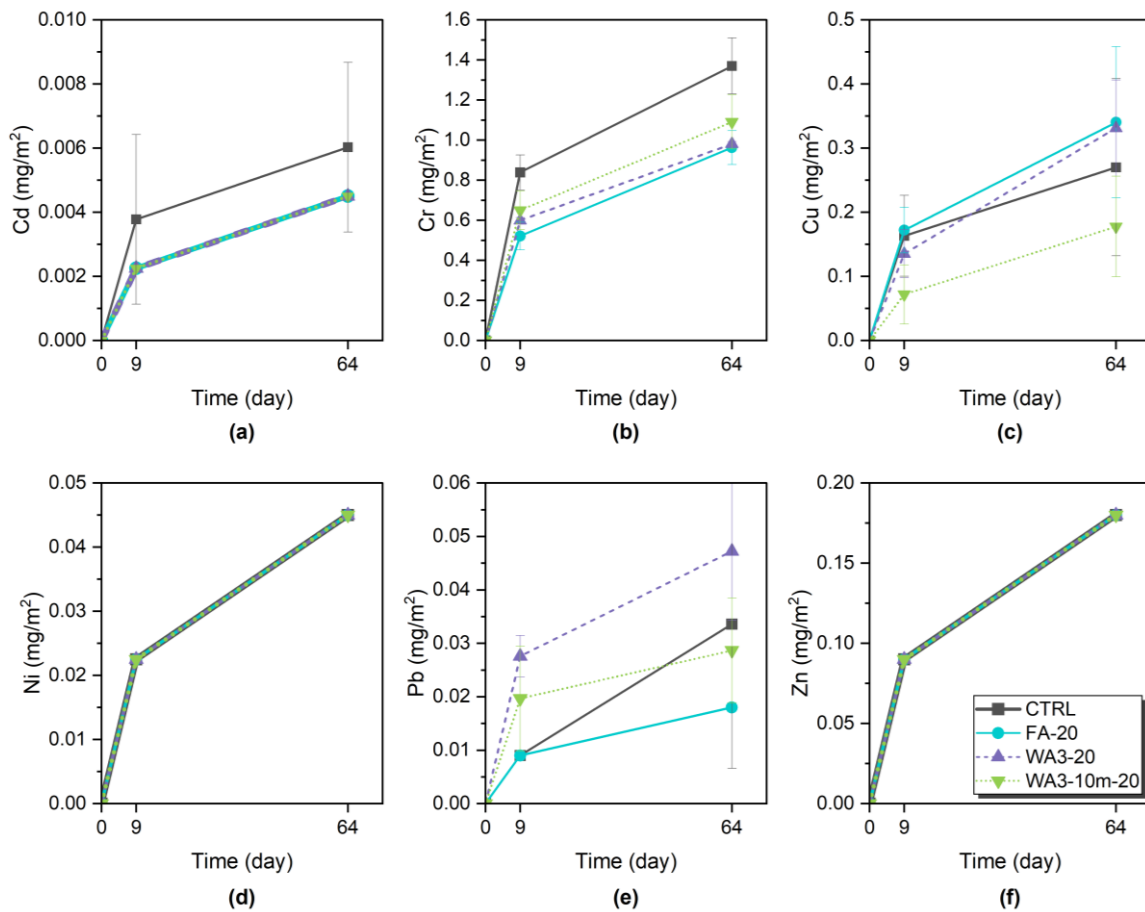 0.010
0.008
0.006
0.004
0.002
0.000
Cd (mg/m²)
0 9 64
Time (day)
(a)
1.6
1.4
1.2
1.0
0.8
0.6
0.4
0.2
0.0
Cr (mg/m²)
0 9 64
Time (day)
(b)
0.5
0.4
0.3
0.2
0.1
0.0
Cu (mg/m²)
0 9 64
Time (day)
(c)
0.05
0.04
0.03
0.02
0.01
0.00
Ni (mg/m²)
0 9 64
Time (day)
(d)
0.06
0.05
0.04
0.03
0.02
0.01
0.00
Pb (mg/m²)
0 9 64
Time (day)
(e)
0.20
0.15
0.10
0.05
0.00
Zn (mg/m²)
CTRL
FA-20
WA3-20
WA3-10m-20
0 9 64
Time (day)
(f)